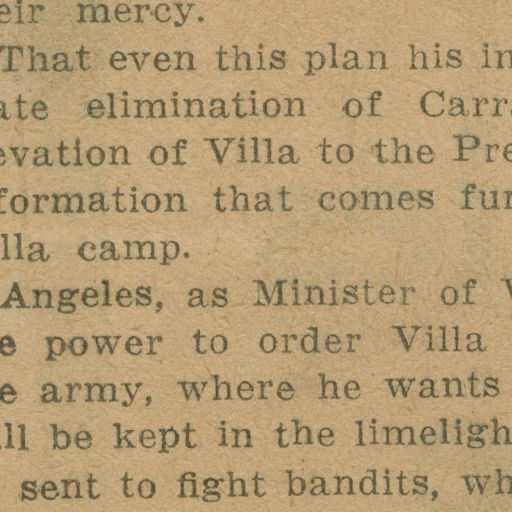 eir mercy.
That even this plan his in
ate elimination of Carra
evation of Villa to the Pre
formation that comes fur
lla camp.
Angeles, as Minister of W
e power to order Villa
e army, where he wants
ll be kept in the limeligh
sent to fight bandits, wh